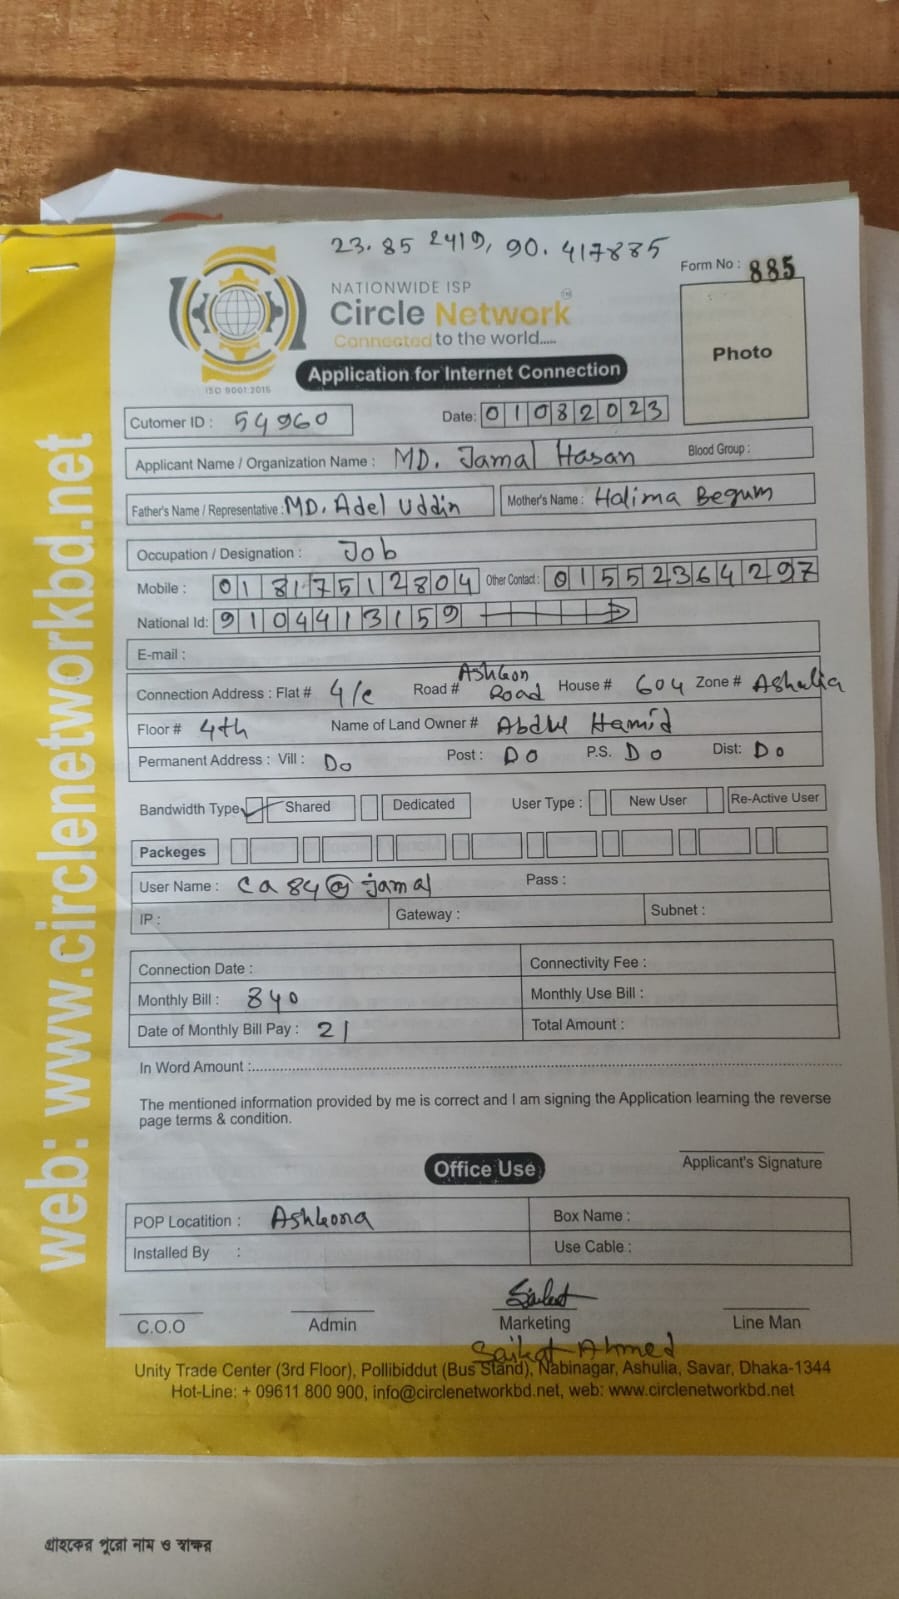 23.85 2419, 90.417885
Form No : 885
NATIONWIDE ISP
Circle Network
Connected to the world.....
ISO 9001:2015
Photo
Application for Internet Connection
Cutomer ID : 54960 Date: 01082023
Applicant Name / Organization Name : MD. Jamal Hasan Blood Group :
Father's Name / Representative : MD. Adel Uddin Mother's Name : Halima Begum
Occupation / Designation : Job
Mobile : 01817512804 Other Contact : 01552364297
National Id: 9104413159
E-mail :
Connection Address : Flat # 4/c Road # Ashkon Road House # 604 Zone # Ashulia
Floor # 4th Name of Land Owner # Abdul Hamid
Permanent Address : Vill : Do Post : Do P.S. Do Dist: Do
Bandwidth Type Shared Dedicated User Type : New User Re-Active User
Packeges
User Name : ca84@jamal Pass :
IP : Gateway : Subnet :
Connection Date : Connectivity Fee :
Monthly Bill : 840 Monthly Use Bill :
Date of Monthly Bill Pay : 21 Total Amount :
In Word Amount :
The mentioned information provided by me is correct and I am signing the Application learning the reverse
page terms & condition.
Applicant's Signature
Office Use
POP Locatition : Ashkona Box Name :
Installed By : Use Cable :
C.O.O Admin Marketing Line Man
Saikat Ahmed
Unity Trade Center (3rd Floor), Pollibiddut (Bus Stand), Nabinagar, Ashulia, Savar, Dhaka-1344
Hot-Line: + 09611 800 900, info@circlenetworkbd.net, web: www.circlenetworkbd.net
web: www.circlenetworkbd.net
গ্রাহকের পুরো নাম ও স্বাক্ষর